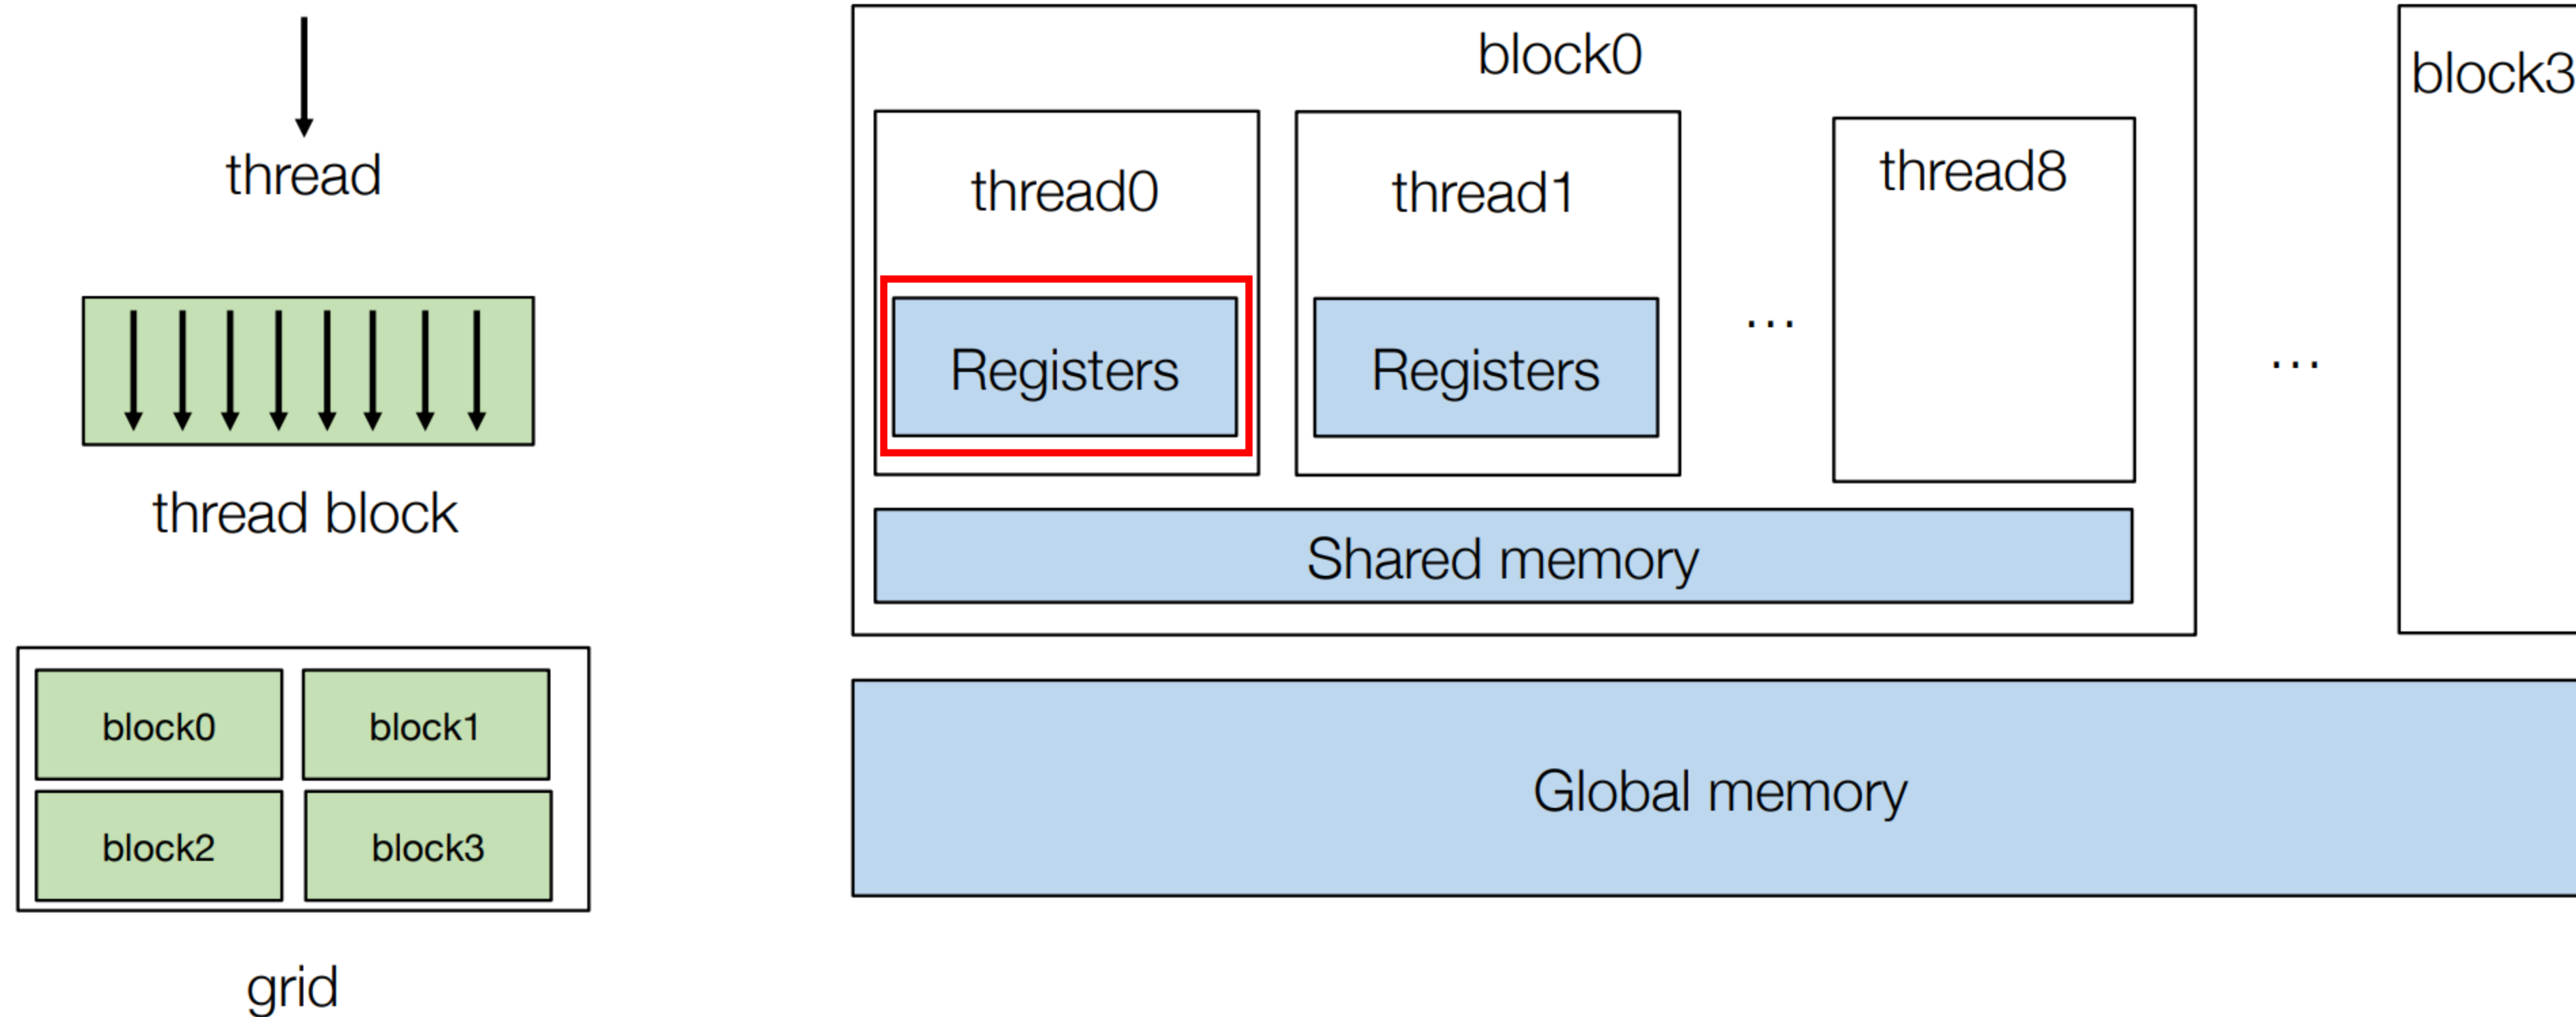 thread
thread block
block0
block1
block2
block3
grid
block0
thread0
Registers
thread1
Registers
...
thread8
Shared memory
...
block3
Global memory